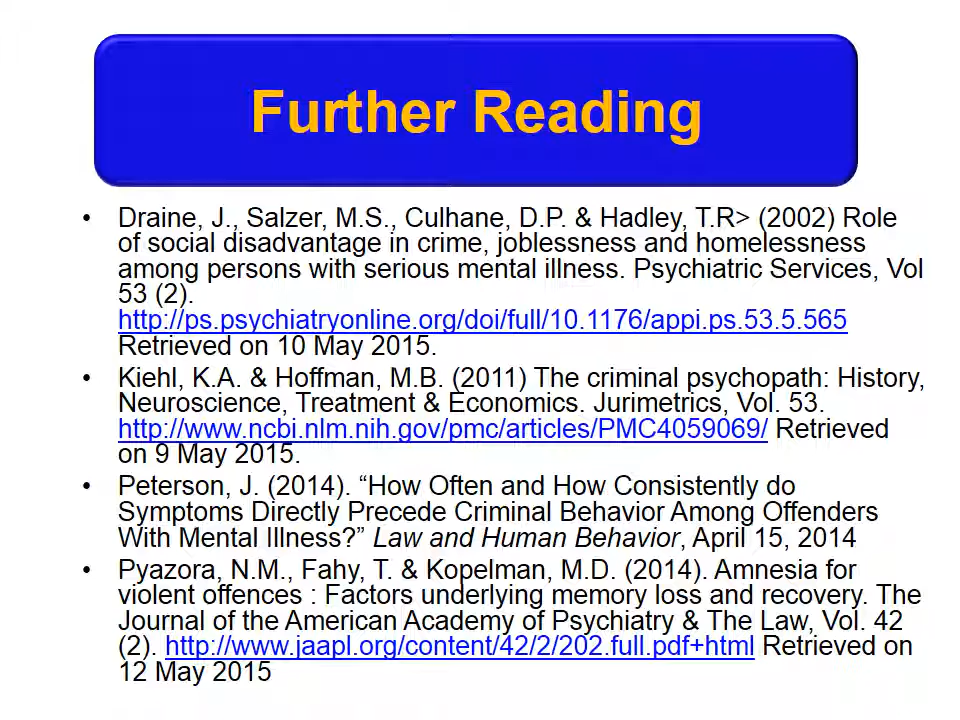 Further Reading
• Draine, J., Salzer, M.S., Culhane, D.P. & Hadley, T.R> (2002) Role
of social disadvantage in crime, joblessness and homelessness
among persons with serious mental illness. Psychiatric Services, Vol
53 (2).
http://ps.psychiatryonline.org/doi/full/10.1176/appi.ps.53.5.565
Retrieved on 10 May 2015.
• Kiehl, K.A. & Hoffman, M.B. (2011) The criminal psychopath: History,
Neuroscience, Treatment & Economics. Jurimetrics, Vol. 53.
http://www.ncbi.nlm.nih.gov/pmc/articles/PMC4059069/ Retrieved
on 9 May 2015.
• Peterson, J. (2014). “How Often and How Consistently do
Symptoms Directly Precede Criminal Behavior Among Offenders
With Mental Illness?” Law and Human Behavior, April 15, 2014
• Pyazora, N.M., Fahy, T. & Kopelman, M.D. (2014). Amnesia for
violent offences : Factors underlying memory loss and recovery. The
Journal of the American Academy of Psychiatry & The Law, Vol. 42
(2). http://www.jaapl.org/content/42/2/202.full.pdf+html Retrieved on
12 May 2015